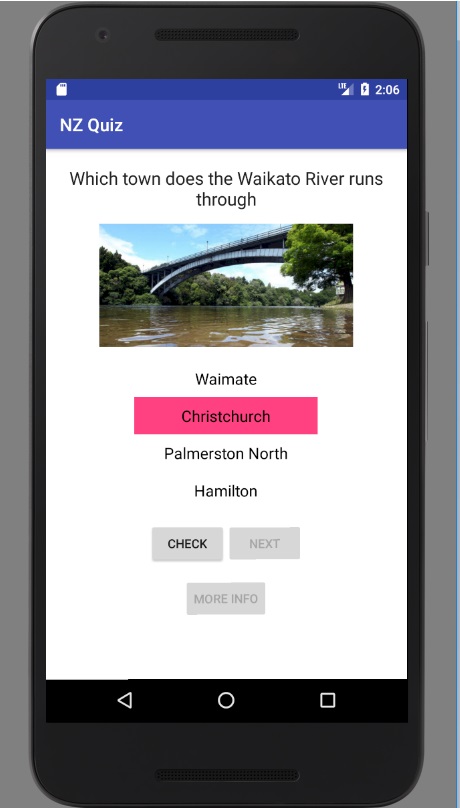 LTE 2:06
NZ Quiz
Which town does the Waikato River runs
through
Waimate
Christchurch
Palmerston North
Hamilton
CHECK NEXT
MORE INFO